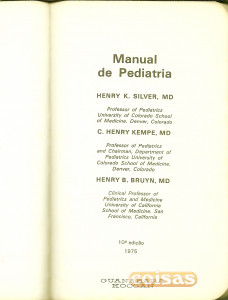 Manual
de Pediatria
HENRY K. SILVER, MD
Professor of Pediatrics
University of Colorado School
of Medicine, Denver, Colorado
C. HENRY KEMPE, MD
Professor of Pediatrics
and Chairman, Department of
Pediatrics University of
Colorado School of Medicine,
Denver, Colorado
HENRY B. BRUYN, MD
Clinical Professor of
Pediatrics and Medicine
University of California
School of Medicine, San
Francisco, California
10ª edição
1975
GUANABARA
KOOGAN
coisas